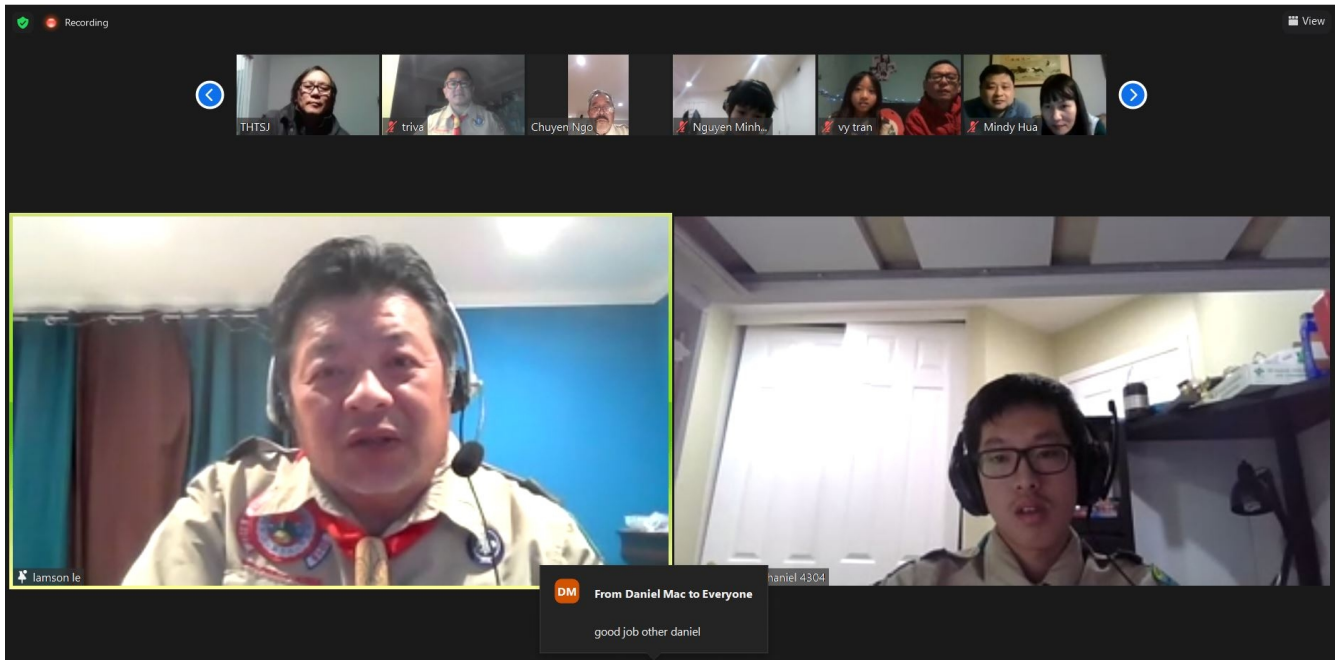 Recording
View
THTSJ
triva
Chuyen Ngo
Nguyen Minh...
vy tran
Mindy Hua
lamson le
haniel 4304
DM
From Daniel Mac to Everyone
good job other daniel